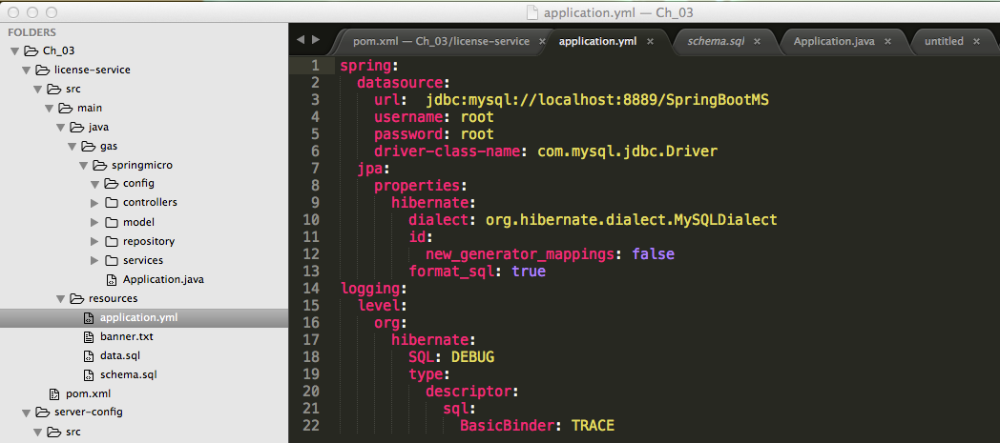 application.yml — Ch_03
FOLDERS
Ch_03
license-service
src
main
java
gas
springmicro
config
controllers
model
repository
services
Application.java
resources
application.yml
banner.txt
data.sql
schema.sql
pom.xml
server-config
src
pom.xml — Ch_03/license-service × application.yml × schema.sql × Application.java × untitled ×
1 spring:
2 datasource:
3 url:  jdbc:mysql://localhost:8889/SpringBootMS
4 username: root
5 password: root
6 driver-class-name: com.mysql.jdbc.Driver
7 jpa:
8 properties:
9 hibernate:
10 dialect: org.hibernate.dialect.MySQLDialect
11 id:
12 new_generator_mappings: false
13 format_sql: true
14 logging:
15 level:
16 org:
17 hibernate:
18 SQL: DEBUG
19 type:
20 descriptor:
21 sql:
22 BasicBinder: TRACE